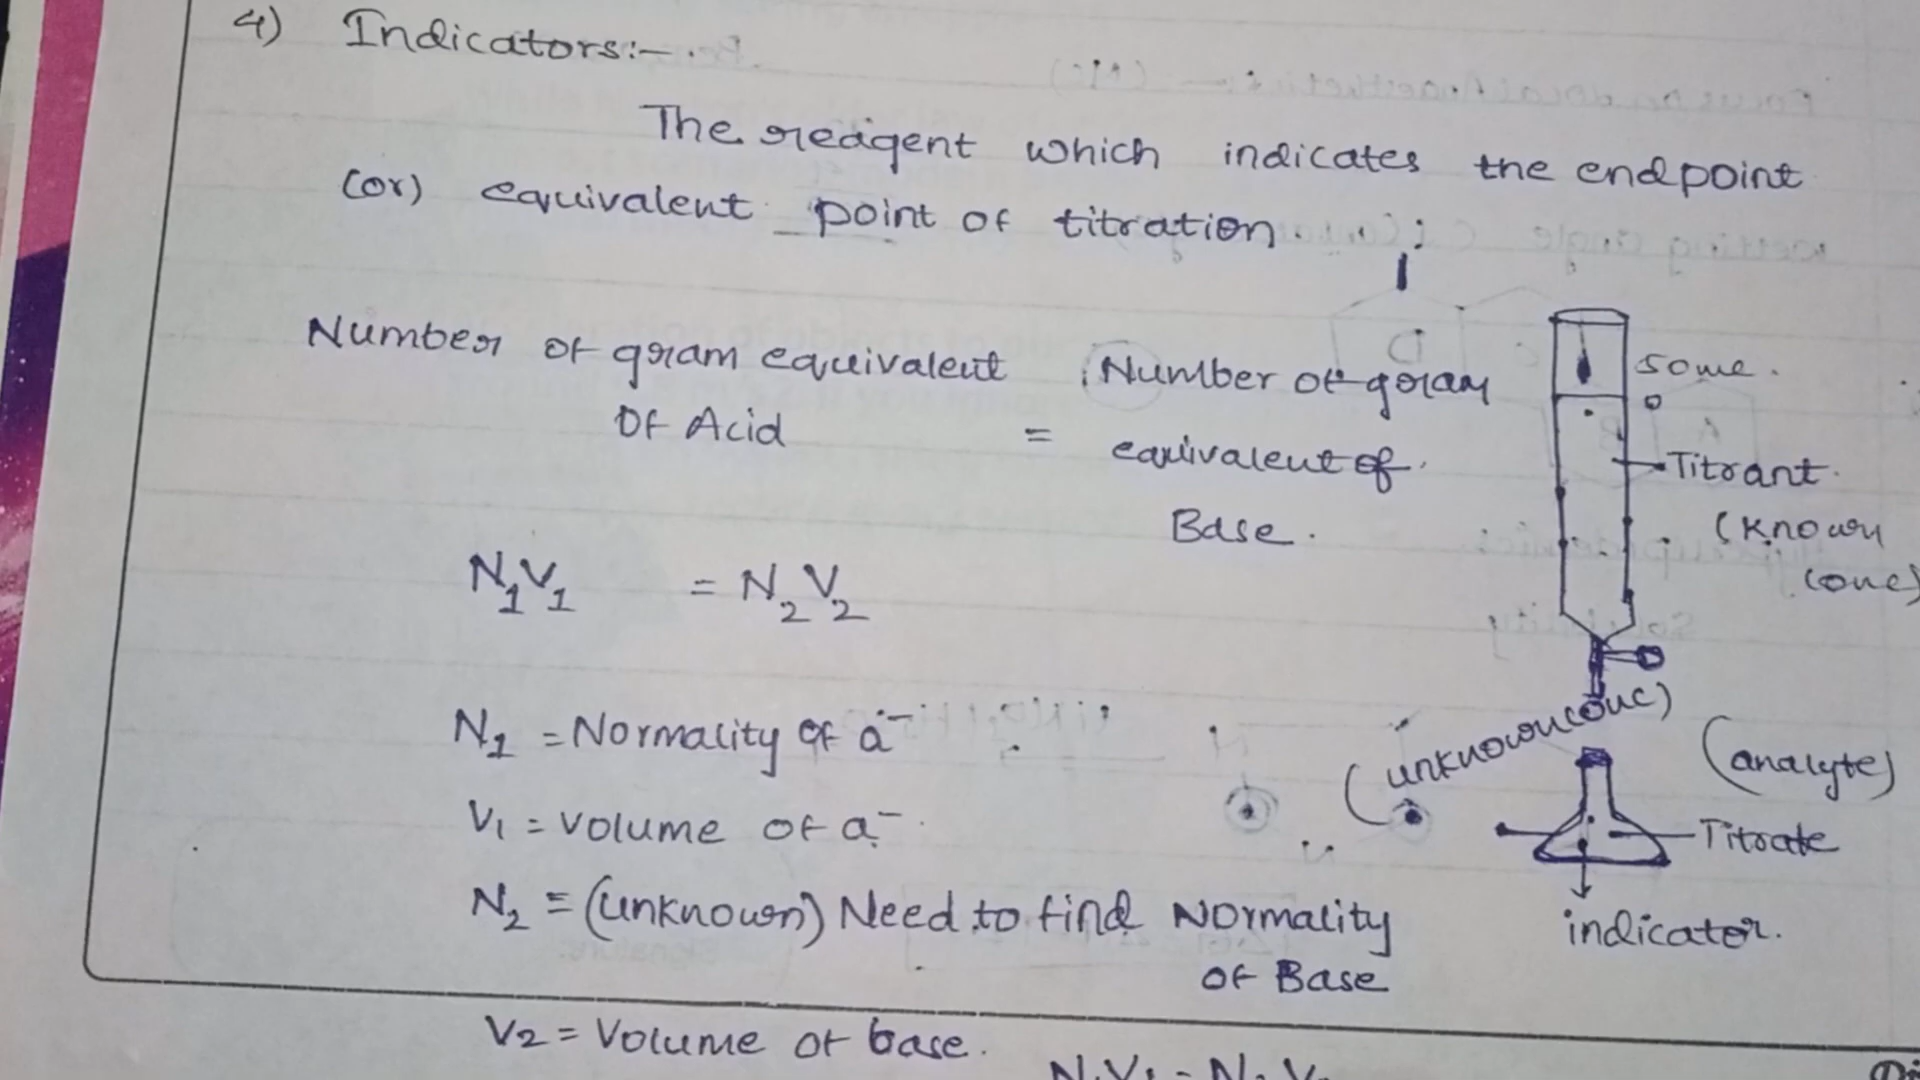 4) Indicators:-
The reagent which indicates the endpoint
(or) equivalent point of titration.
Number of gram equivalent
Of Acid
=
Number of gram
equivalent of
Base.
N1V1 = N2V2
N1 = Normality of a-
V1 = Volume of a-
N2 = (unknown) Need to find Normality
of Base
V2 = Volume of base.
N1V1 = N2V2
some.
Titrant.
(Known
conc)
(unknown conc)
(analyte)
Titrate
indicator.